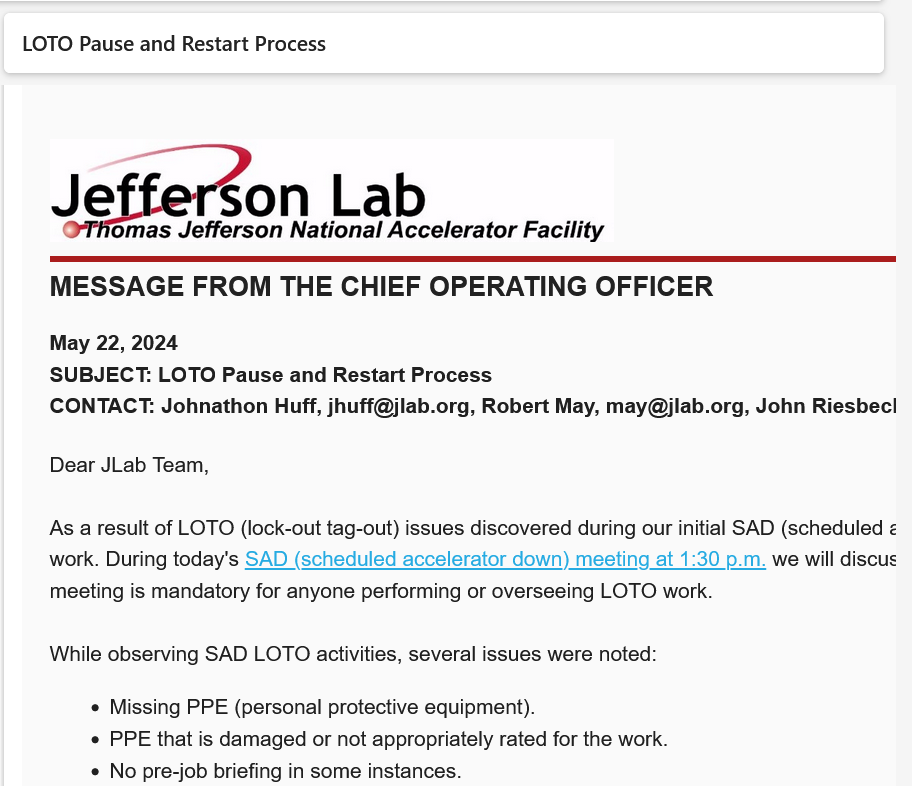 LOTO Pause and Restart Process
Jefferson Lab
Thomas Jefferson National Accelerator Facility
MESSAGE FROM THE CHIEF OPERATING OFFICER
May 22, 2024
SUBJECT: LOTO Pause and Restart Process
CONTACT: Johnathon Huff, jhuff@jlab.org, Robert May, may@jlab.org, John
Dear JLab Team,
As a result of LOTO (lock-out tag-out) issues discovered during our initial SAD (scheduled
work. During today's SAD (scheduled accelerator down) meeting at 1:30 p.m. we will
meeting is mandatory for anyone performing or overseeing LOTO work.
While observing SAD LOTO activities, several issues were noted:
• Missing PPE (personal protective equipment).
• PPE that is damaged or not appropriately rated for the work.
• No pre-job briefing in some instances.